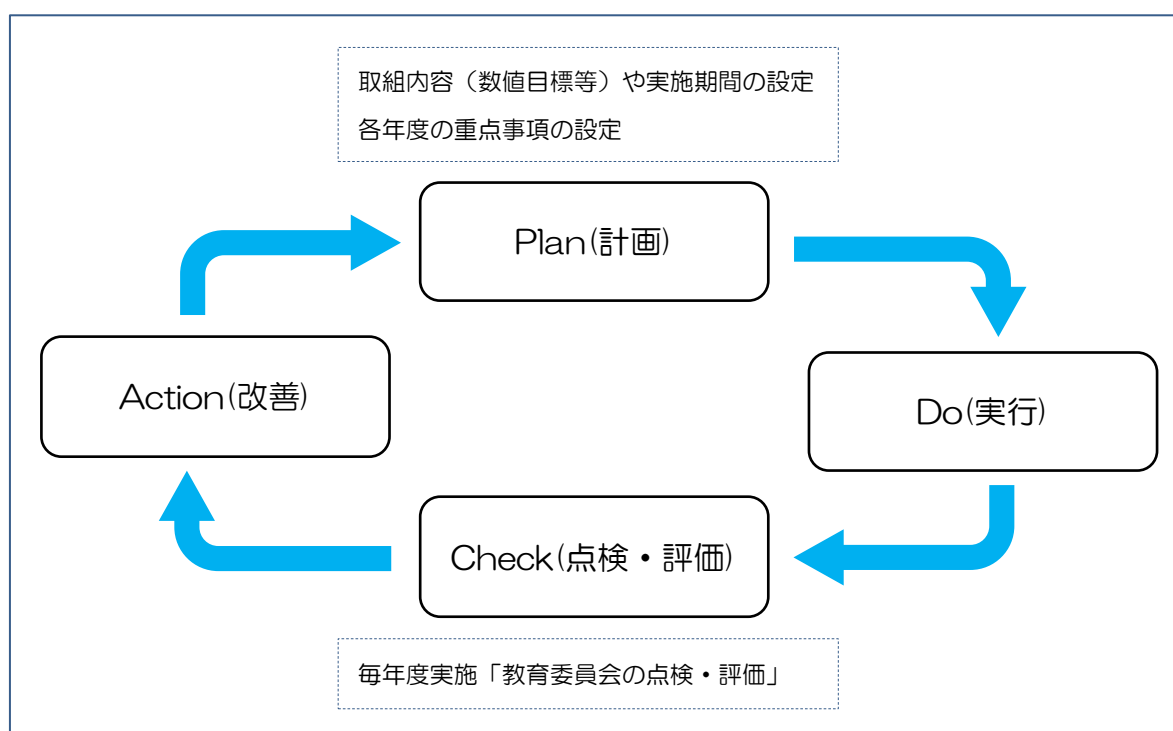 取組内容（数値目標等）や実施期間の設定
各年度の重点事項の設定
Plan(計画)
Action(改善)
Do(実行)
Check(点検・評価)
毎年度実施「教育委員会の点検・評価」